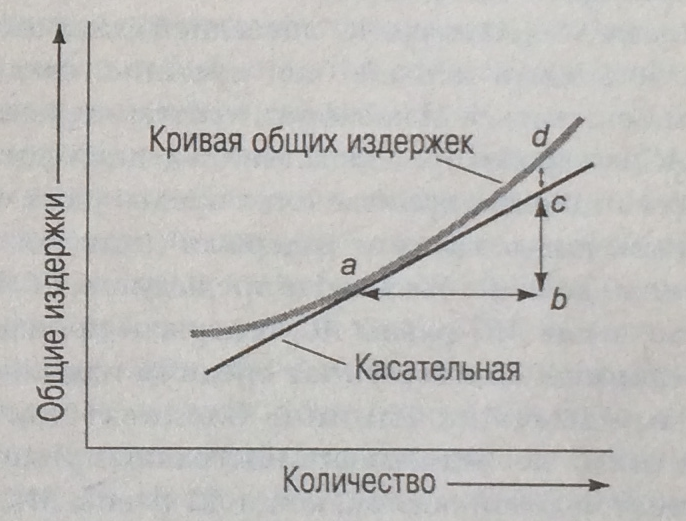 Общие издержки
Кривая общих издержек
d
c
a
b
Касательная
Количество